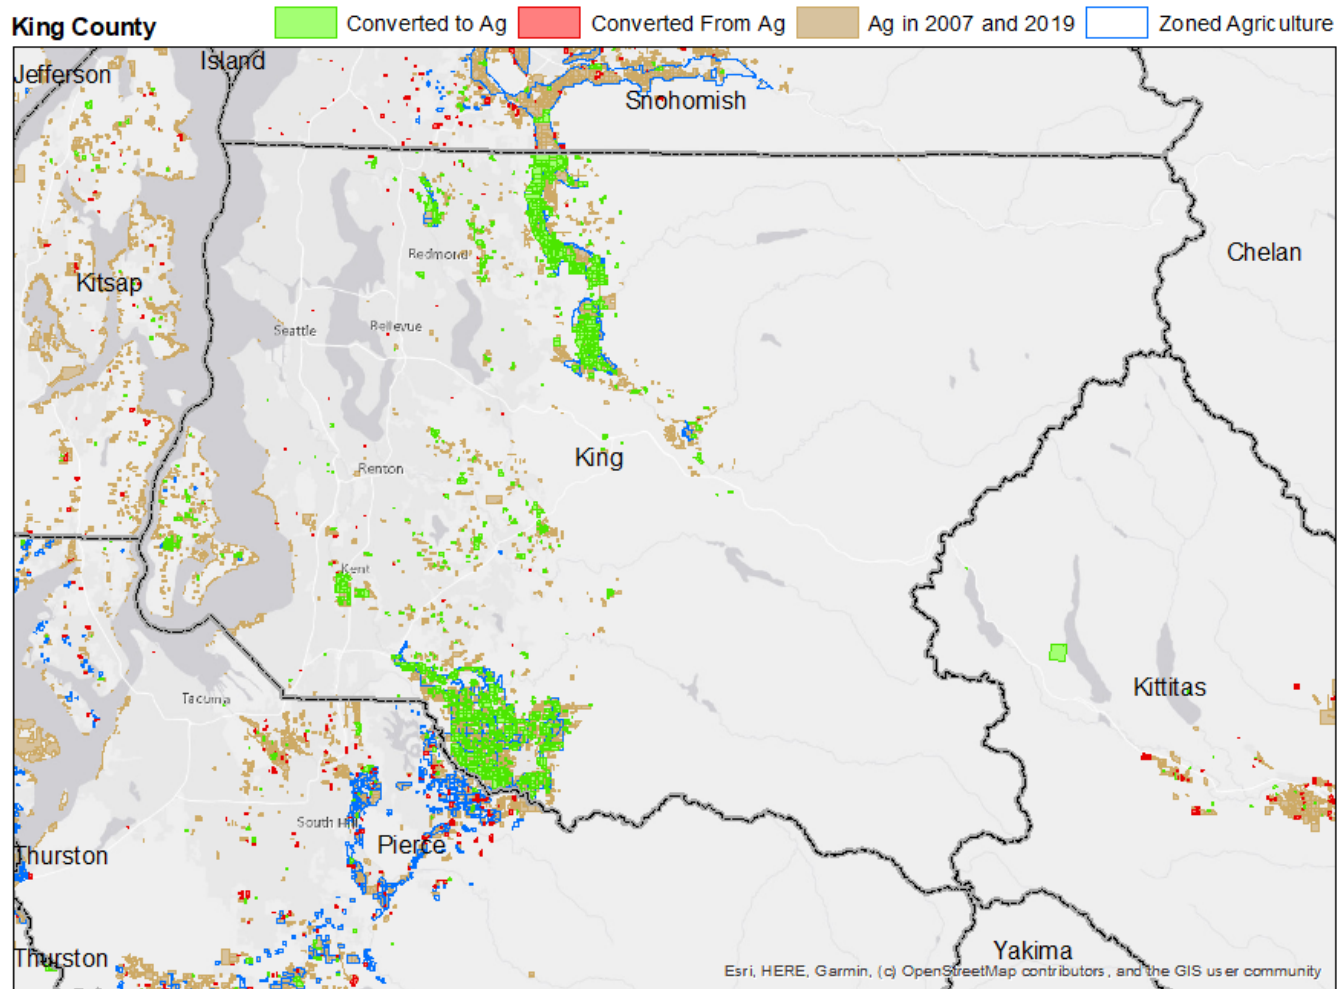 King County
Converted to Ag
Converted From Ag
Ag in 2007 and 2019
Zoned Agriculture
Jefferson
Island
Snohomish
Chelan
Redmond
Kitsap
Seattle
Bellevue
King
Renton
Kent
Kittitas
Tacoma
South Hill
Pierce
Thurston
Thurston
Yakima
Esri, HERE, Garmin, (c) OpenStreetMap contributors, and the GIS user community